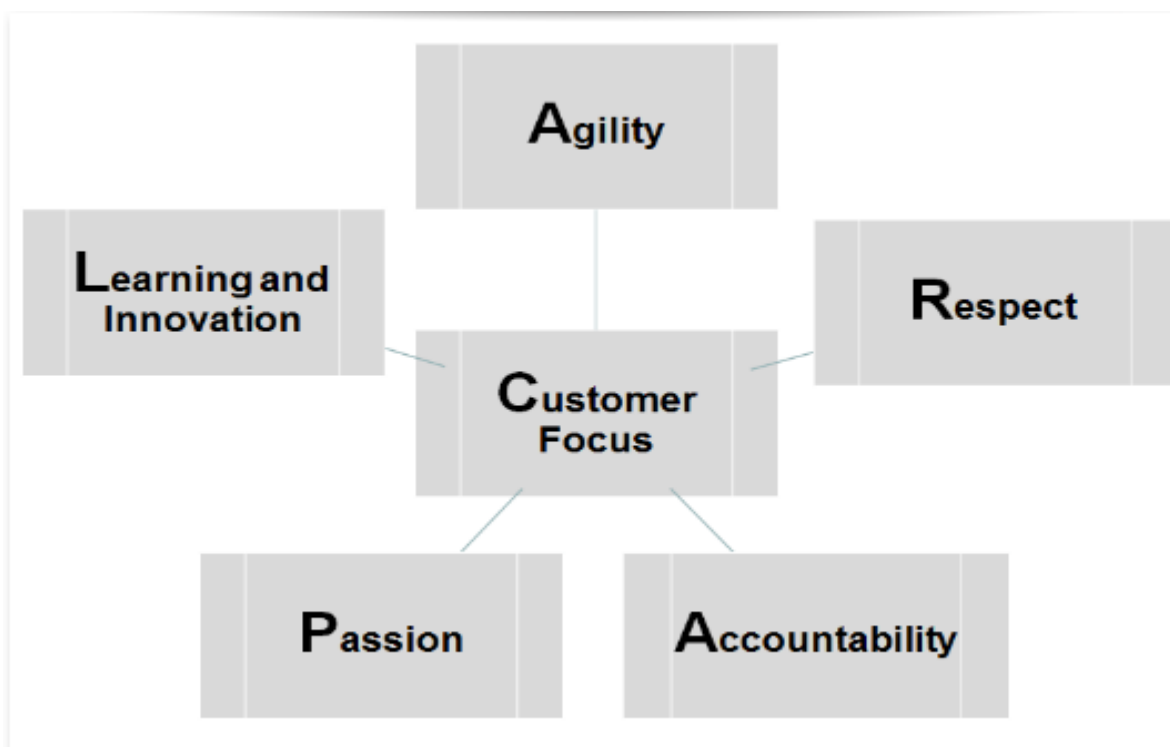 Agility
Learning and
Innovation
Respect
Customer
Focus
Passion
Accountability